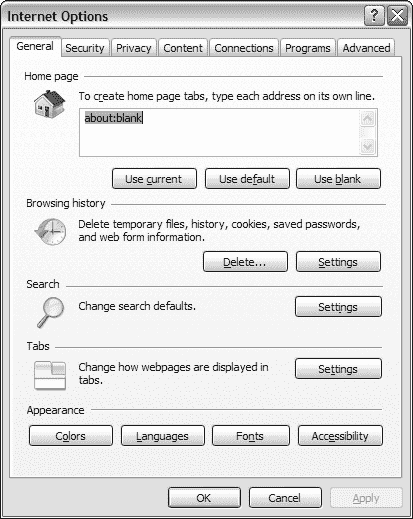 Internet Options
General Security Privacy Content Connections Programs Advanced
Home page
To create home page tabs, type each address on its own line.
about:blank
Use current Use default Use blank
Browsing history
Delete temporary files, history, cookies, saved passwords,
and web form information.
Delete... Settings
Search
Change search defaults. Settings
Tabs
Change how webpages are displayed in
tabs.
Settings
Appearance
Colors Languages Fonts Accessibility
OK Cancel Apply